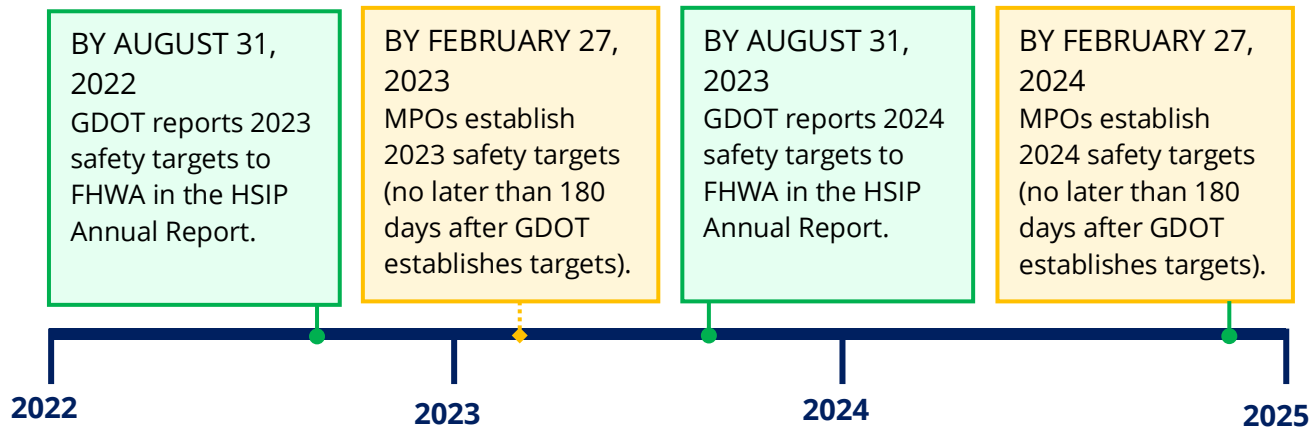 BY AUGUST 31,
2022
GDOT reports 2023
safety targets to
FHWA in the HSIP
Annual Report.
BY FEBRUARY 27,
2023
MPOs establish
2023 safety targets
(no later than 180
days after GDOT
establishes targets).
BY AUGUST 31,
2023
GDOT reports 2024
safety targets to
FHWA in the HSIP
Annual Report.
BY FEBRUARY 27,
2024
MPOs establish
2024 safety targets
(no later than 180
days after GDOT
establishes targets).
2022
2023
2024
2025